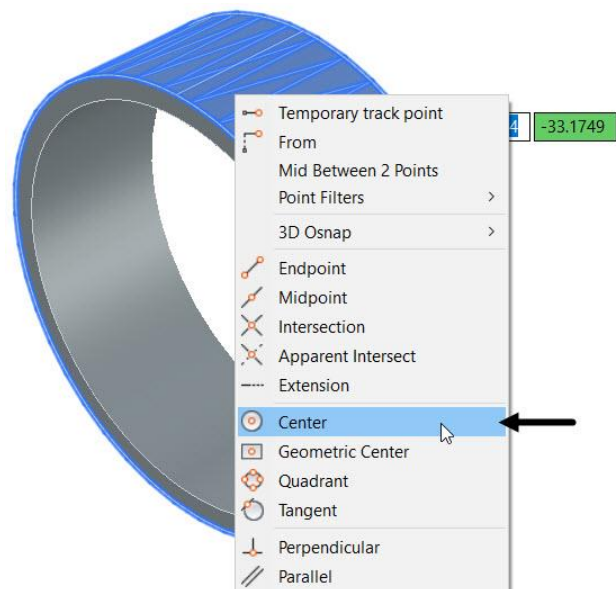 Temporary track point
4 -33.1749
From
Mid Between 2 Points
Point Filters
3D Osnap
Endpoint
Midpoint
Intersection
Apparent Intersect
Extension
Center
Geometric Center
Quadrant
Tangent
Perpendicular
Parallel